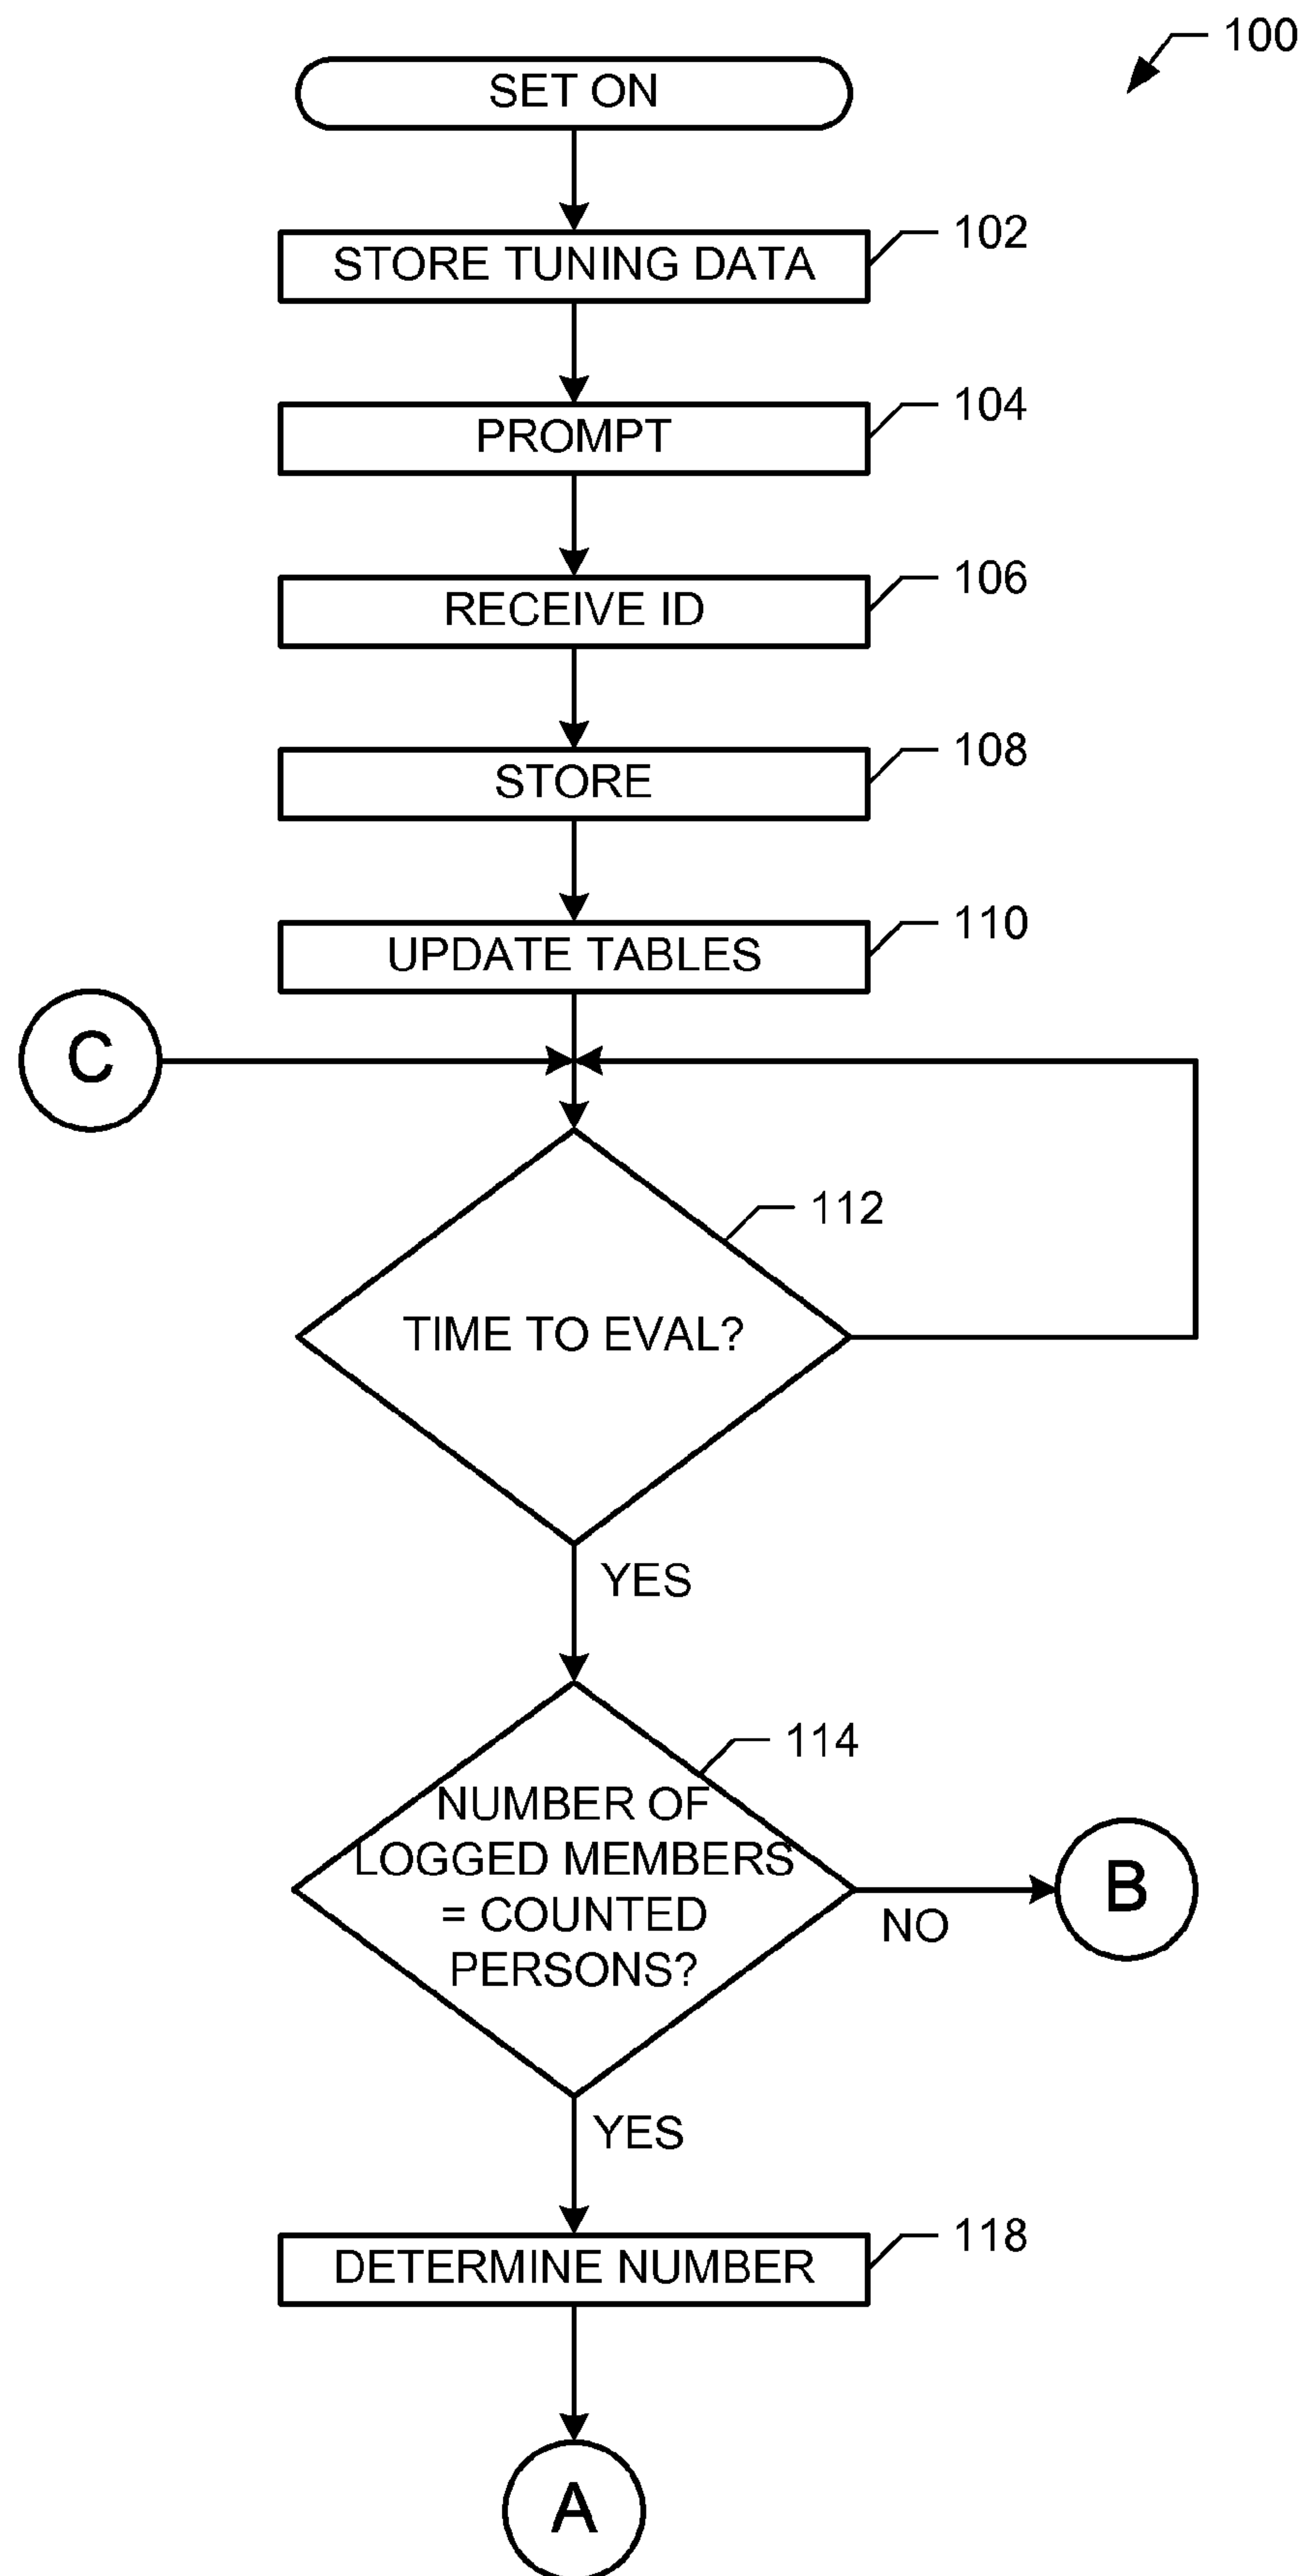 100
SET ON
102
STORE TUNING DATA
104
PROMPT
106
RECEIVE ID
108
STORE
110
UPDATE TABLES
C
112
TIME TO EVAL?
YES
114
NUMBER OF
LOGGED MEMBERS
= COUNTED
PERSONS?
B
NO
YES
118
DETERMINE NUMBER
A